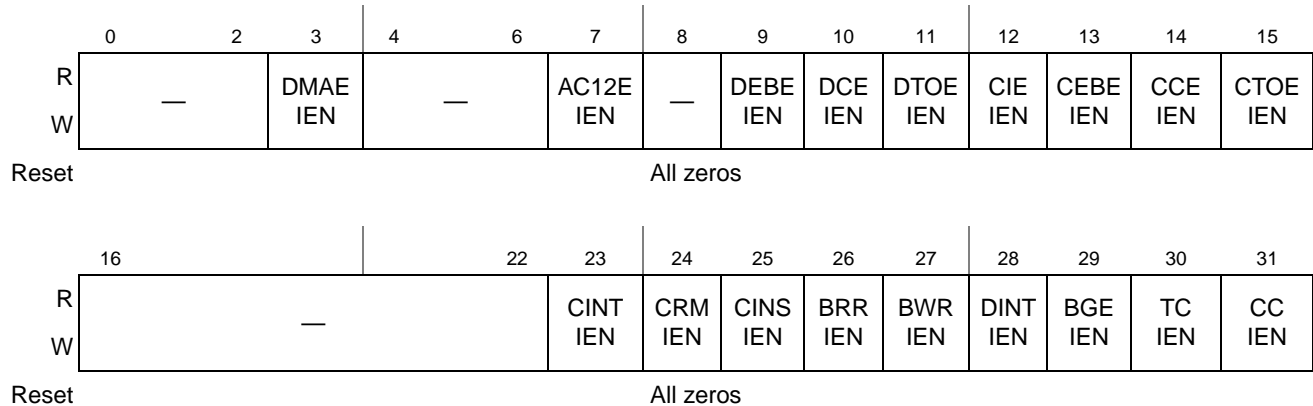 0 2 3 4 6 7 8 9 10 11 12 13 14 15
R — DMAE — AC12E — DEBE DCE DTOE CIE CEBE CCE CTOE
W IEN IEN IEN IEN IEN IEN IEN IEN IEN
Reset All zeros
16 22 23 24 25 26 27 28 29 30 31
R — CINT CRM CINS BRR BWR DINT BGE TC CC
W IEN IEN IEN IEN IEN IEN IEN IEN IEN
Reset All zeros